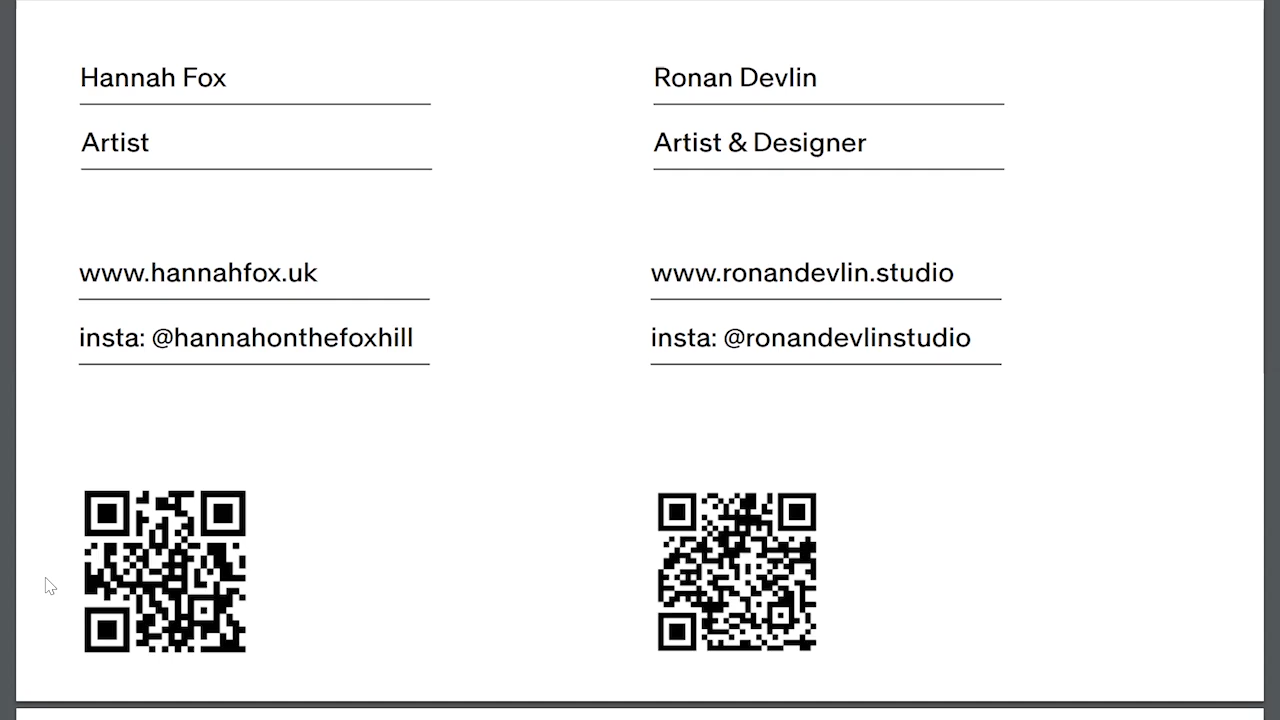 Hannah Fox
Artist
www.hannahfox.uk
insta: @hannahonthefoxhill
Ronan Devlin
Artist & Designer
www.ronandevlin.studio
insta: @ronandevlinstudio